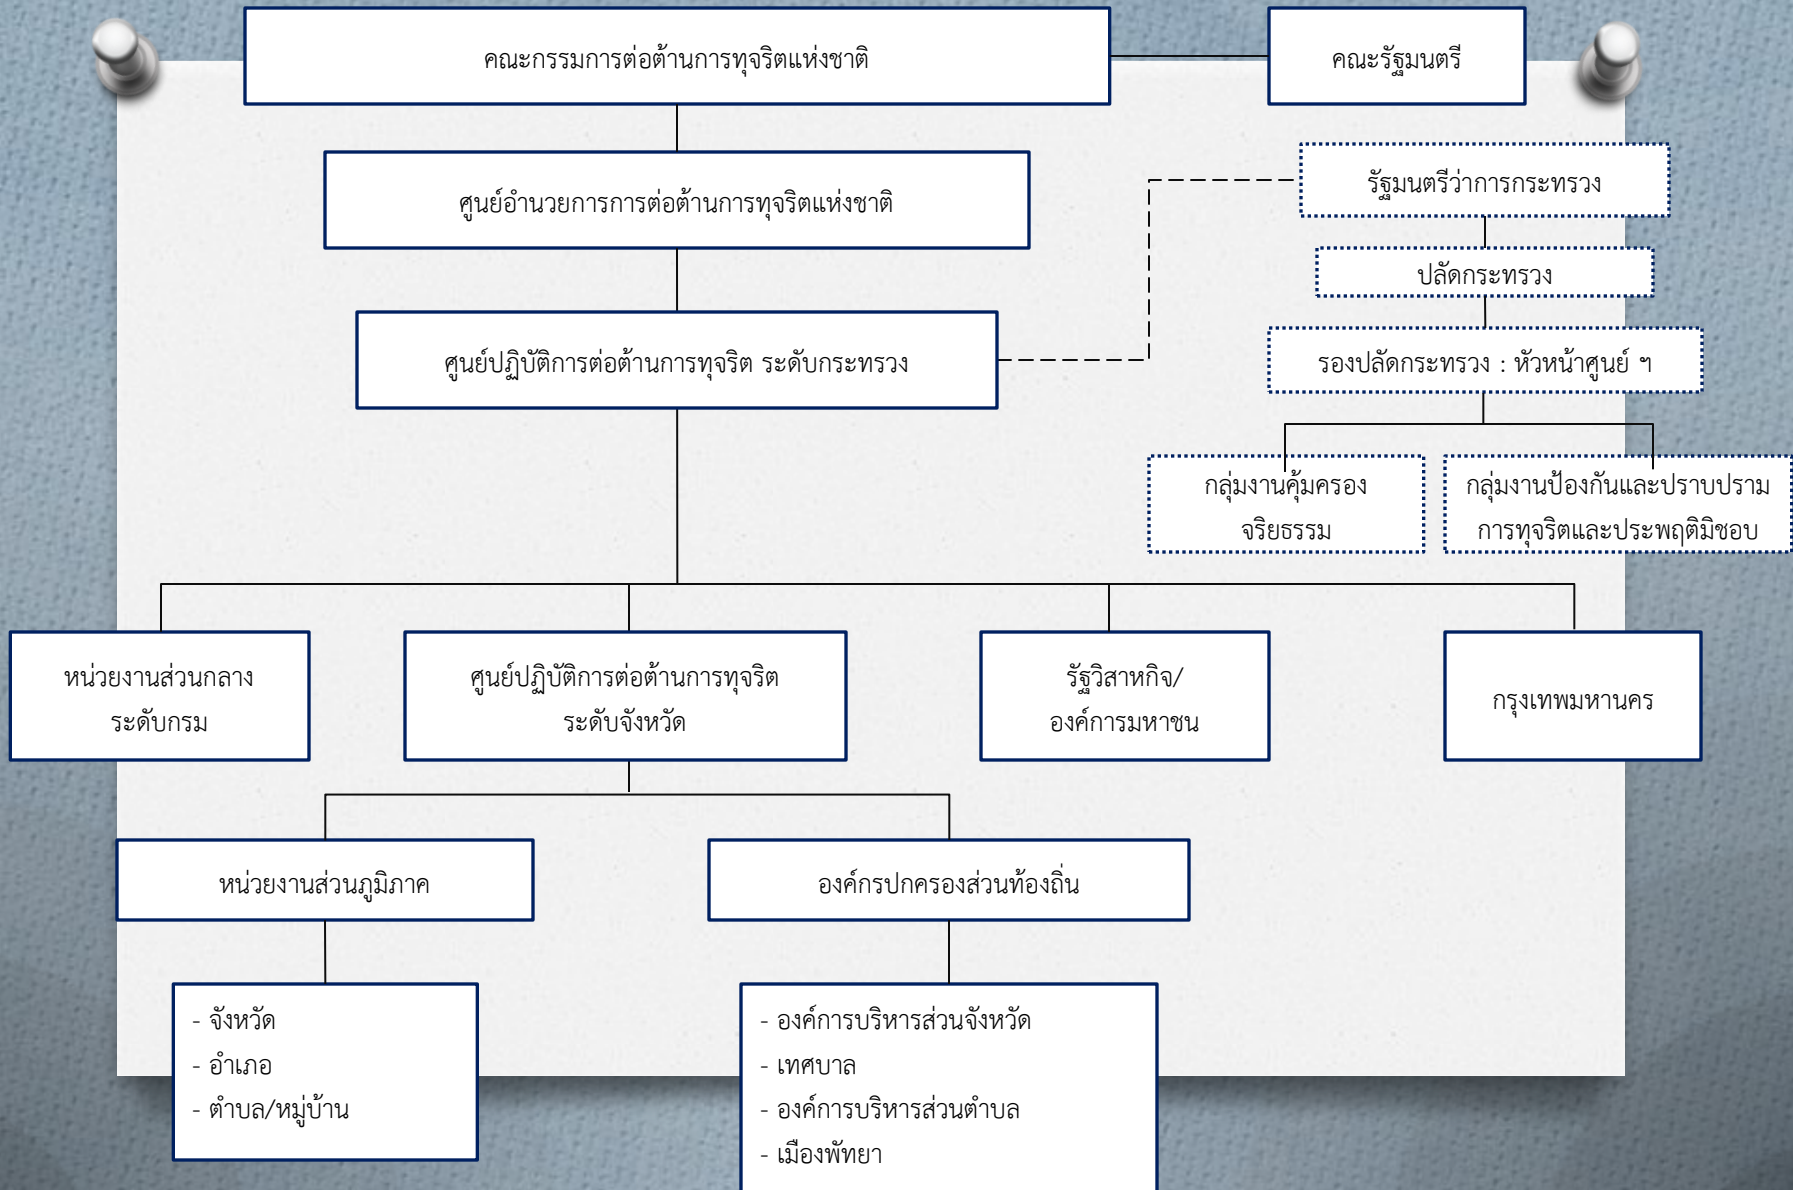 คณะกรรมการต่อต้านการทุจริตแห่งชาติ
คณะรัฐมนตรี
ศูนย์อำนวยการการต่อต้านการทุจริตแห่งชาติ
รัฐมนตรีว่าการกระทรวง
ปลัดกระทรวง
ศูนย์ปฏิบัติการต่อต้านการทุจริต ระดับกระทรวง
รองปลัดกระทรวง : หัวหน้าศูนย์ ฯ
กลุ่มงานคุ้มครอง
จริยธรรม
กลุ่มงานป้องกันและปราบปราม
การทุจริตและประพฤติมิชอบ
หน่วยงานส่วนกลาง
ระดับกรม
ศูนย์ปฏิบัติการต่อต้านการทุจริต
ระดับจังหวัด
รัฐวิสาหกิจ/
องค์การมหาชน
กรุงเทพมหานคร
หน่วยงานส่วนภูมิภาค
องค์กรปกครองส่วนท้องถิ่น
- จังหวัด
- อำเภอ
- ตำบล/หมู่บ้าน
- องค์การบริหารส่วนจังหวัด
- เทศบาล
- องค์การบริหารส่วนตำบล
- เมืองพัทยา